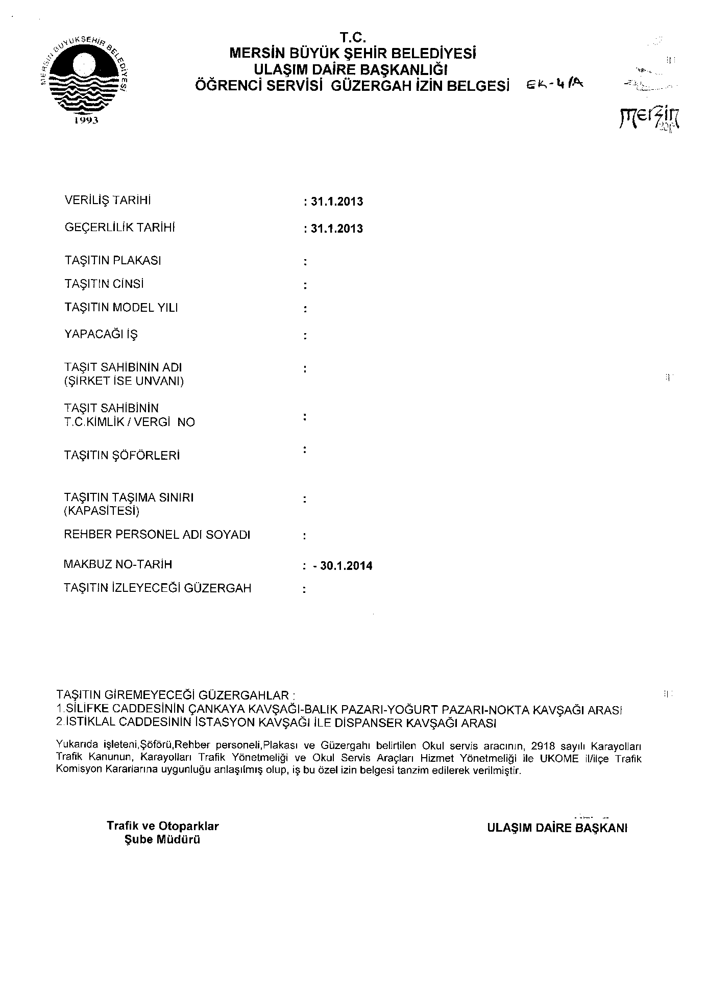 MERSİN BÜYÜKŞEHİR BELEDİYESİ
1993
T.C.
MERSİN BÜYÜK ŞEHİR BELEDİYESİ
ULAŞIM DAİRE BAŞKANLIĞI
ÖĞRENCİ SERVİSİ GÜZERGAH İZİN BELGESİ EK-4/A
mersin
VERİLİŞ TARİHİ : 31.1.2013
GEÇERLİLİK TARİHİ : 31.1.2013
TAŞITIN PLAKASI :
TAŞITIN CİNSİ :
TAŞITIN MODEL YILI :
YAPACAĞI İŞ :
TAŞIT SAHİBİNİN ADI :
(ŞİRKET İSE UNVANI)
TAŞIT SAHİBİNİN
T.C.KİMLİK / VERGİ NO :
TAŞITIN ŞÖFÖRLERİ :
TAŞITIN TAŞIMA SINIRI :
(KAPASİTESİ)
REHBER PERSONEL ADI SOYADI :
MAKBUZ NO-TARİH : - 30.1.2014
TAŞITIN İZLEYECEĞİ GÜZERGAH :
TAŞITIN GİREMEYECEĞİ GÜZERGAHLAR :
1.SİLİFKE CADDESİNİN ÇANKAYA KAVŞAĞI-BALIK PAZARI-YOĞURT PAZARI-NOKTA KAVŞAĞI ARASI
2.İSTİKLAL CADDESİNİN İSTASYON KAVŞAĞI İLE DİSPANSER KAVŞAĞI ARASI
Yukarıda işleteni,Şöförü,Rehber personeli,Plakası ve Güzergahı belirtilen Okul servis aracının, 2918 sayılı Karayolları
Trafik Kanunun, Karayolları Trafik Yönetmeliği ve Okul Servis Araçları Hizmet Yönetmeliği ile UKOME il/ilçe Trafik
Komisyon Kararlarına uygunluğu anlaşılmış olup, iş bu özel izin belgesi tanzim edilerek verilmiştir.
Trafik ve Otoparklar
Şube Müdürü
ULAŞIM DAİRE BAŞKANI